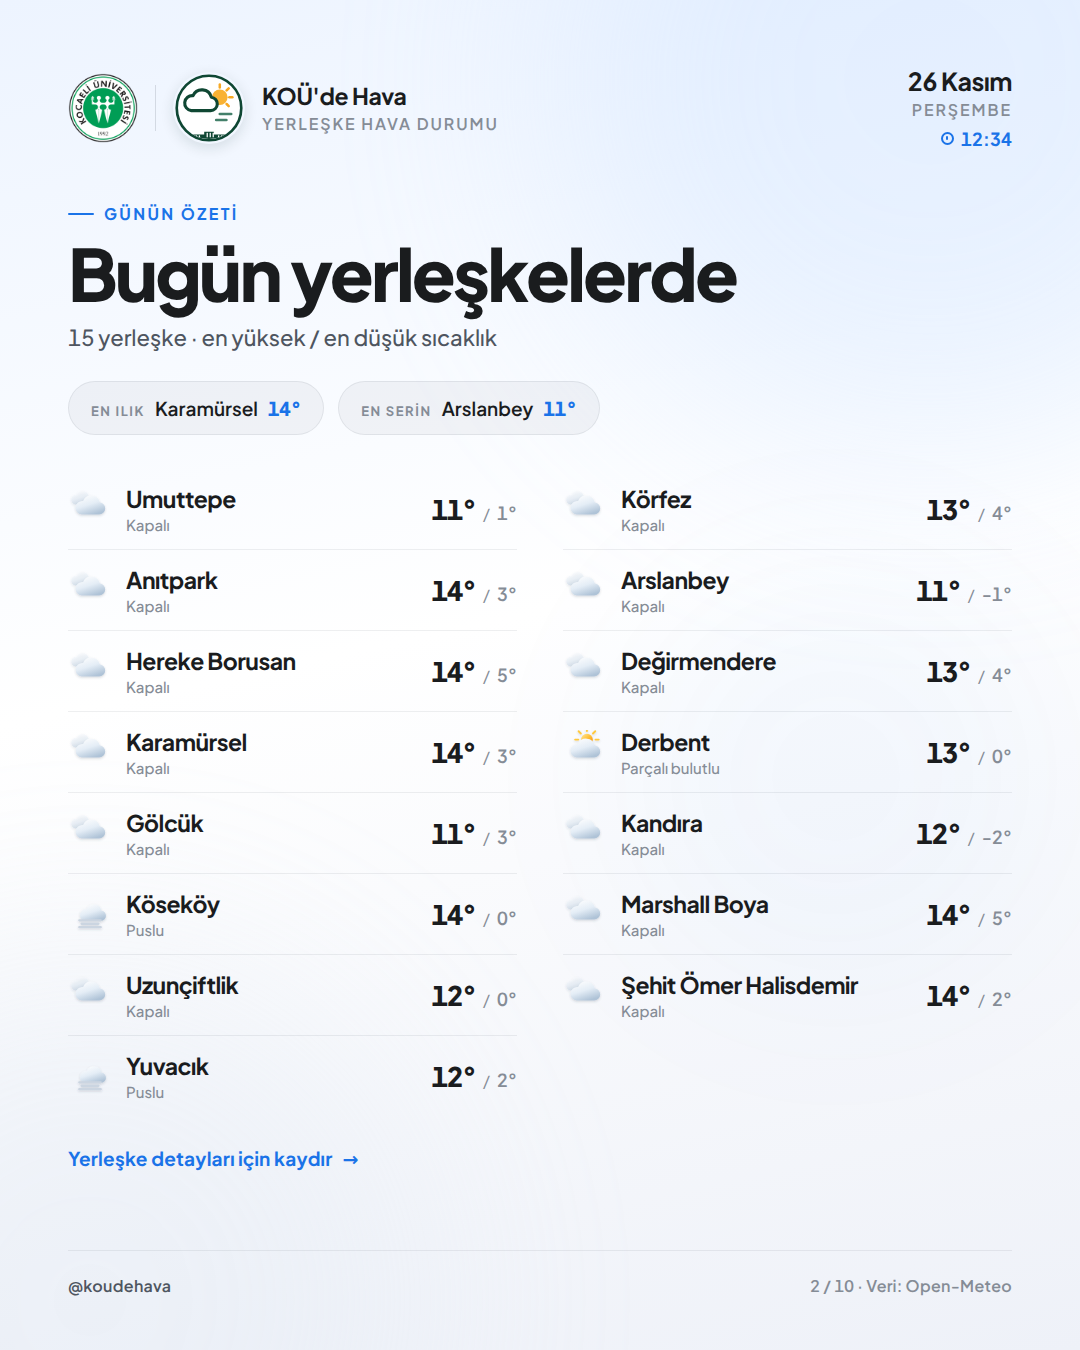 KOCAELİ ÜNİVERSİTESİ
1992
KOÜ'de Hava
YERLEŞKE HAVA DURUMU
26 Kasım
PERŞEMBE
12:34
GÜNÜN ÖZETİ
Bugün yerleşkelerde
15 yerleşke · en yüksek / en düşük sıcaklık
EN ILIK Karamürsel 14°
EN SERİN Arslanbey 11°
Umuttepe 11° / 1°
Kapalı
Anıtpark 14° / 3°
Kapalı
Hereke Borusan 14° / 5°
Kapalı
Karamürsel 14° / 3°
Kapalı
Gölcük 11° / 3°
Kapalı
Köseköy 14° / 0°
Puslu
Uzunçiftlik 12° / 0°
Kapalı
Yuvacık 12° / 2°
Puslu
Körfez 13° / 4°
Kapalı
Arslanbey 11° / -1°
Kapalı
Değirmendere 13° / 4°
Kapalı
Derbent 13° / 0°
Parçalı bulutlu
Kandıra 12° / -2°
Kapalı
Marshall Boya 14° / 5°
Kapalı
Şehit Ömer Halisdemir 14° / 2°
Kapalı
Yerleşke detayları için kaydır →
@koudehava
2 / 10 · Veri: Open-Meteo